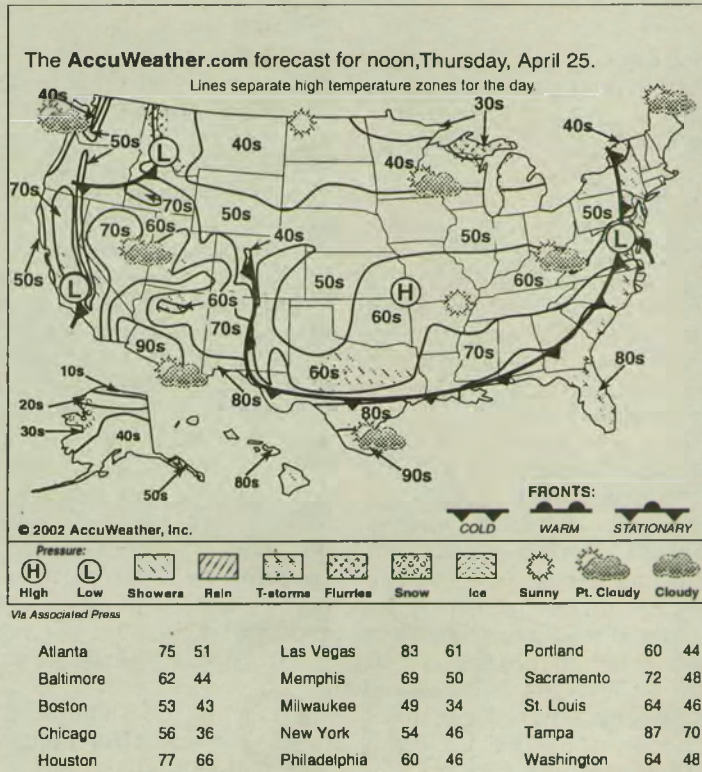 The AccuWeather.com forecast for noon,Thursday, April 25.
Lines separate high temperature zones for the day.
40s
30s
40s
50s
40s
40s
70s
70s
70s
60s
50s
50s
50s
40s
50s
60s
50s
60s
60s
70s
70s
90s
60s
80s
80s
80s
90s
10s
20s
30s
40s
50s
80s
L
L
L
H
© 2002 AccuWeather, Inc.
FRONTS:
COLD WARM STATIONARY
Pressure:
H L
High Low Showers Rain T-storms Flurries Snow Ice Sunny Pt. Cloudy Cloudy
Via Associated Press
Atlanta 75 51 Las Vegas 83 61 Portland 60 44
Baltimore 62 44 Memphis 69 50 Sacramento 72 48
Boston 53 43 Milwaukee 49 34 St. Louis 64 46
Chicago 56 36 New York 54 46 Tampa 87 70
Houston 77 66 Philadelphia 60 46 Washington 64 48